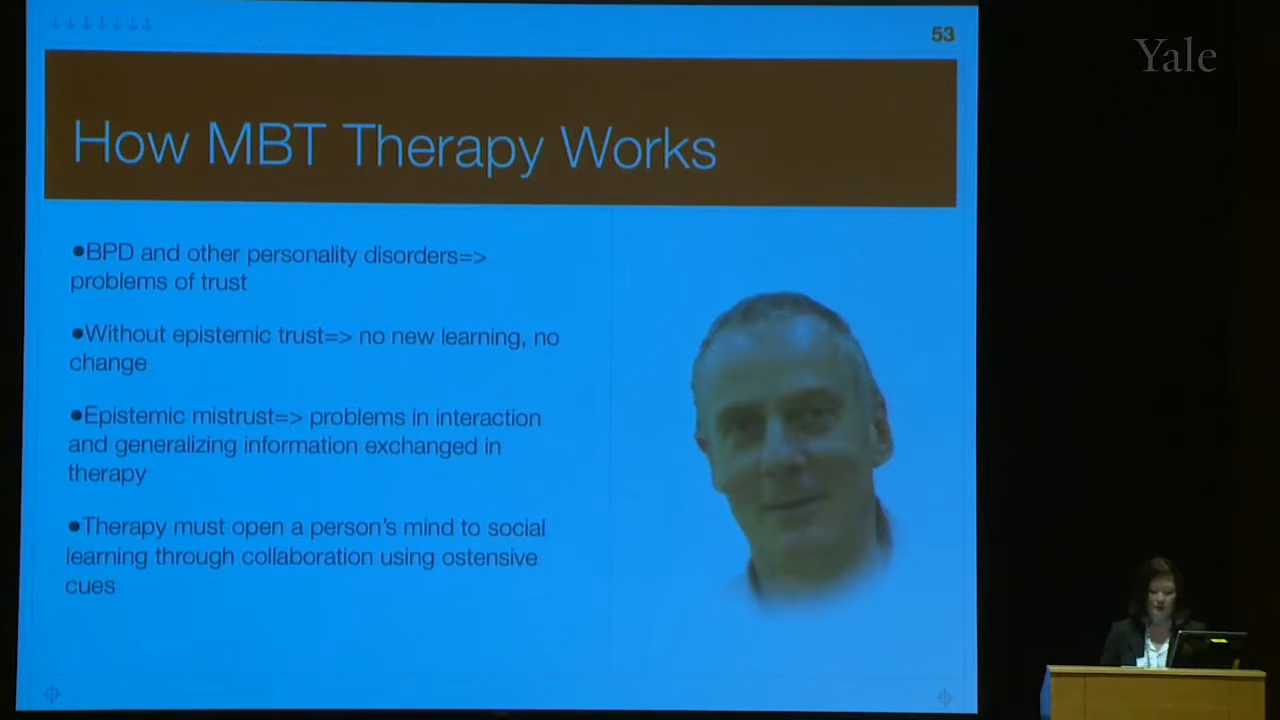 53
Yale
How MBT Therapy Works
●BPD and other personality disorders=>
problems of trust
●Without epistemic trust=> no new learning, no
change
●Epistemic mistrust=> problems in interaction
and generalizing information exchanged in
therapy
●Therapy must open a person's mind to social
learning through collaboration using ostensive
cues